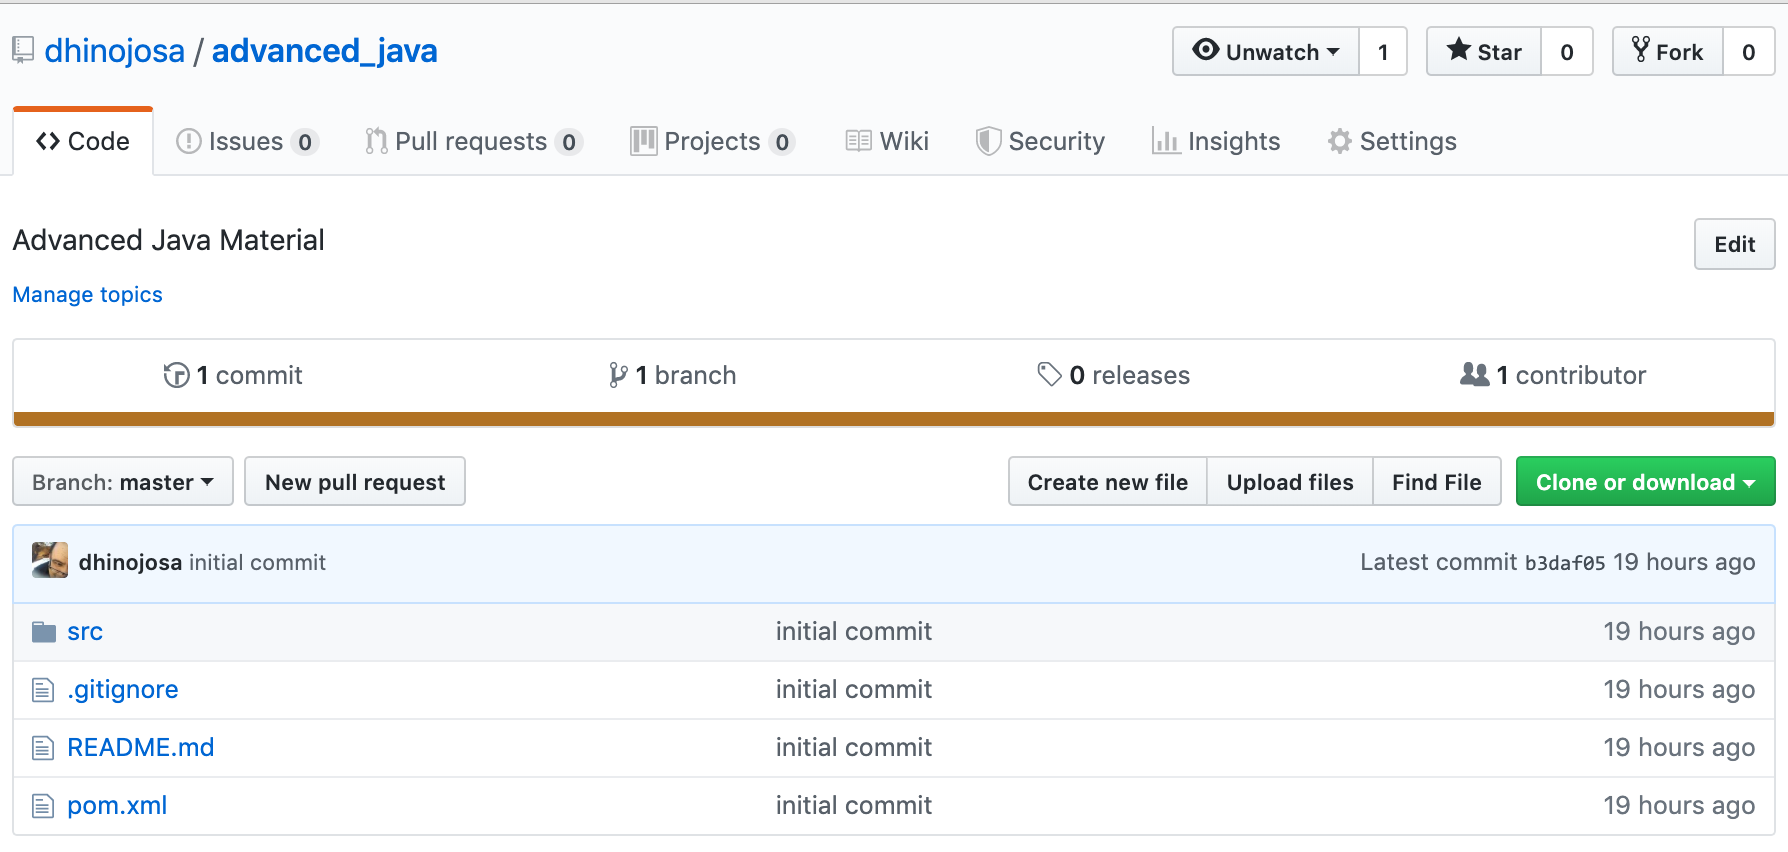 dhinojosa / advanced_java
Unwatch 1 Star 0 Fork 0
Code Issues 0 Pull requests 0 Projects 0 Wiki Security Insights Settings
Advanced Java Material Edit
Manage topics
1 commit 1 branch 0 releases 1 contributor
Branch: master New pull request Create new file Upload files Find File Clone or download
dhinojosa initial commit Latest commit b3daf05 19 hours ago
src initial commit 19 hours ago
.gitignore initial commit 19 hours ago
README.md initial commit 19 hours ago
pom.xml initial commit 19 hours ago